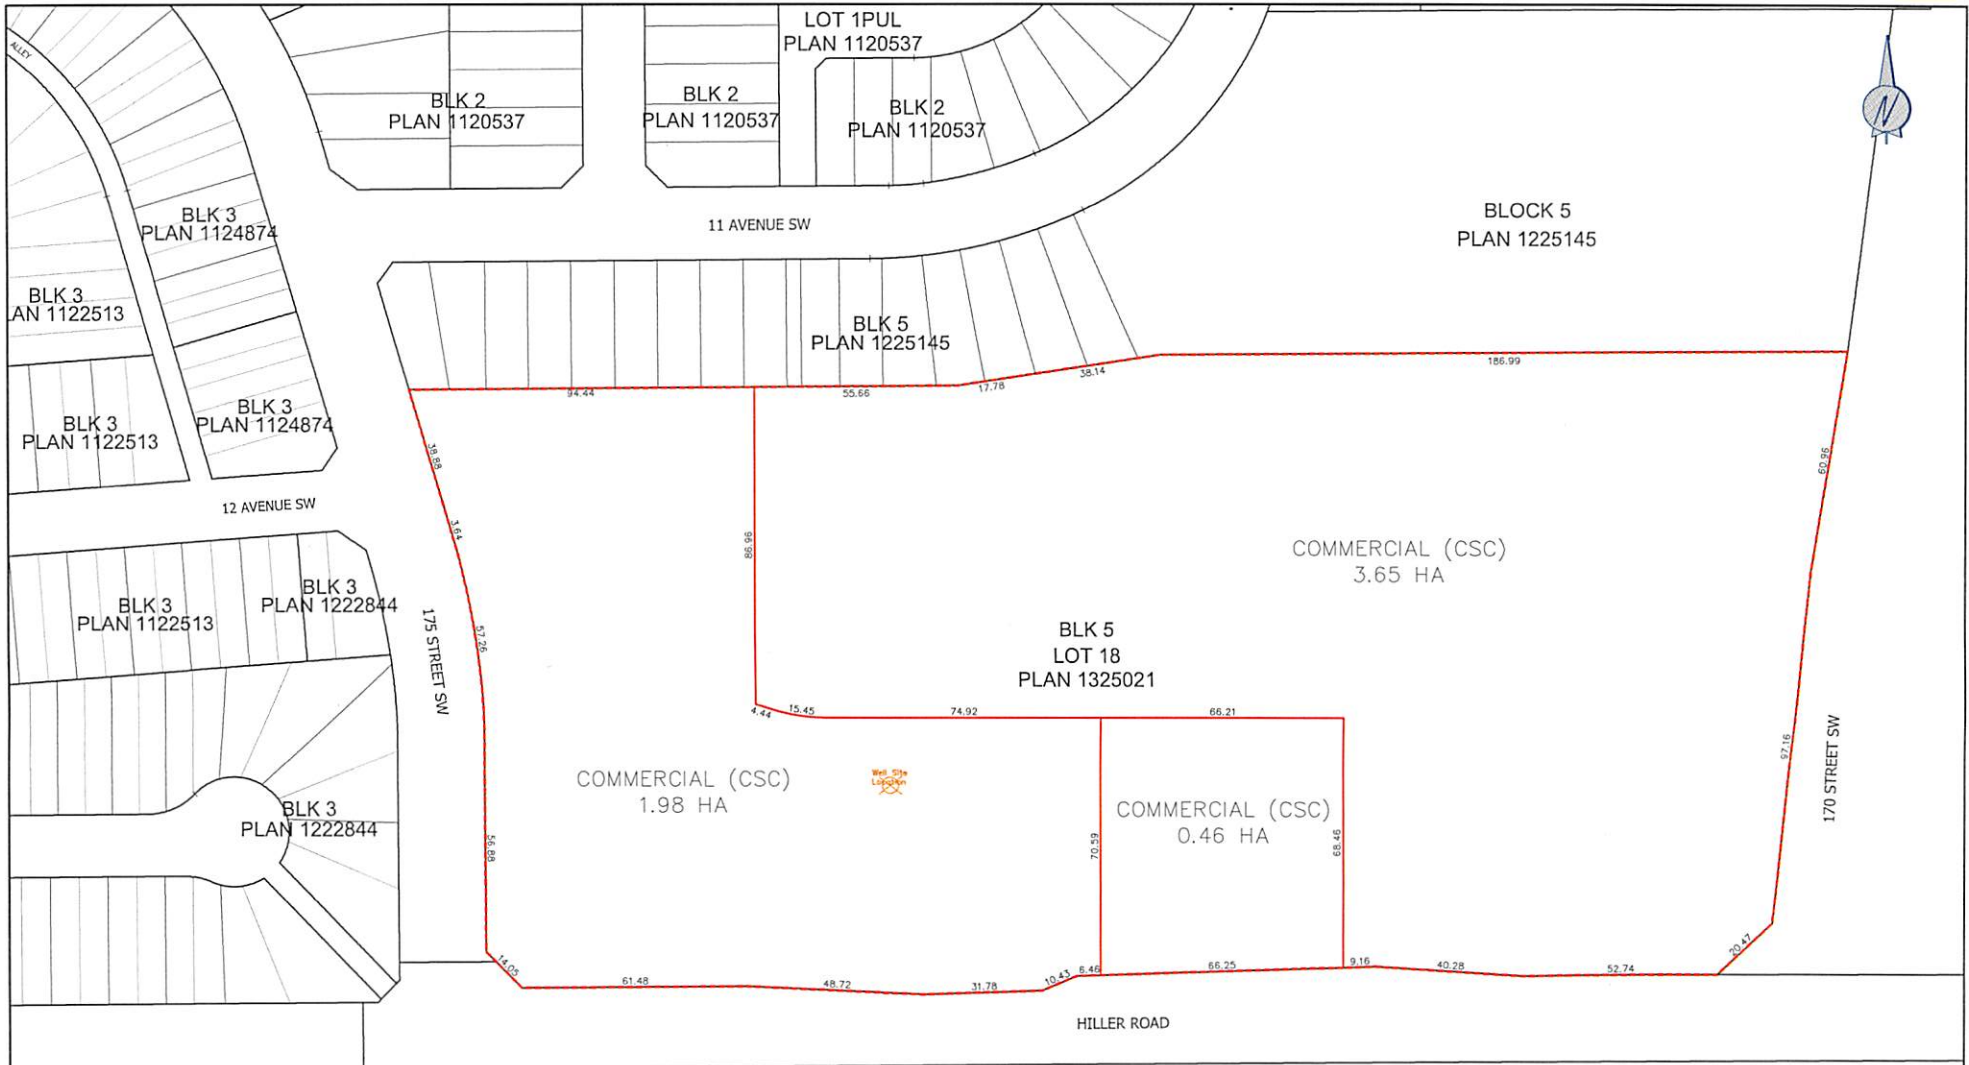 LOT 1PUL
PLAN 1120537
ALLEY
BLK 2
PLAN 1120537
BLK 2
PLAN 1120537
BLK 2
PLAN 1120537
N
BLK 3
PLAN 1124874
11 AVENUE SW
BLOCK 5
PLAN 1225145
BLK 3
LAN 1122513
BLK 5
PLAN 1225145
94.44
55.66
17.78
38.14
186.99
BLK 3
PLAN 1122513
BLK 3
PLAN 1124874
38.88
60.96
12 AVENUE SW
3.64
86.98
COMMERCIAL (CSC)
3.65 HA
BLK 3
PLAN 1122513
BLK 3
PLAN 1222844
175 STREET SW
57.26
BLK 5
LOT 18
PLAN 1325021
4.44
15.45
74.92
66.21
97.16
170 STREET SW
COMMERCIAL (CSC)
1.98 HA
Well Site
Location
COMMERCIAL (CSC)
0.46 HA
BLK 3
PLAN 1222844
56.88
70.59
68.46
14.05
61.48
48.72
31.78
10.43
6.46
66.25
9.16
40.28
52.74
20.47
HILLER ROAD